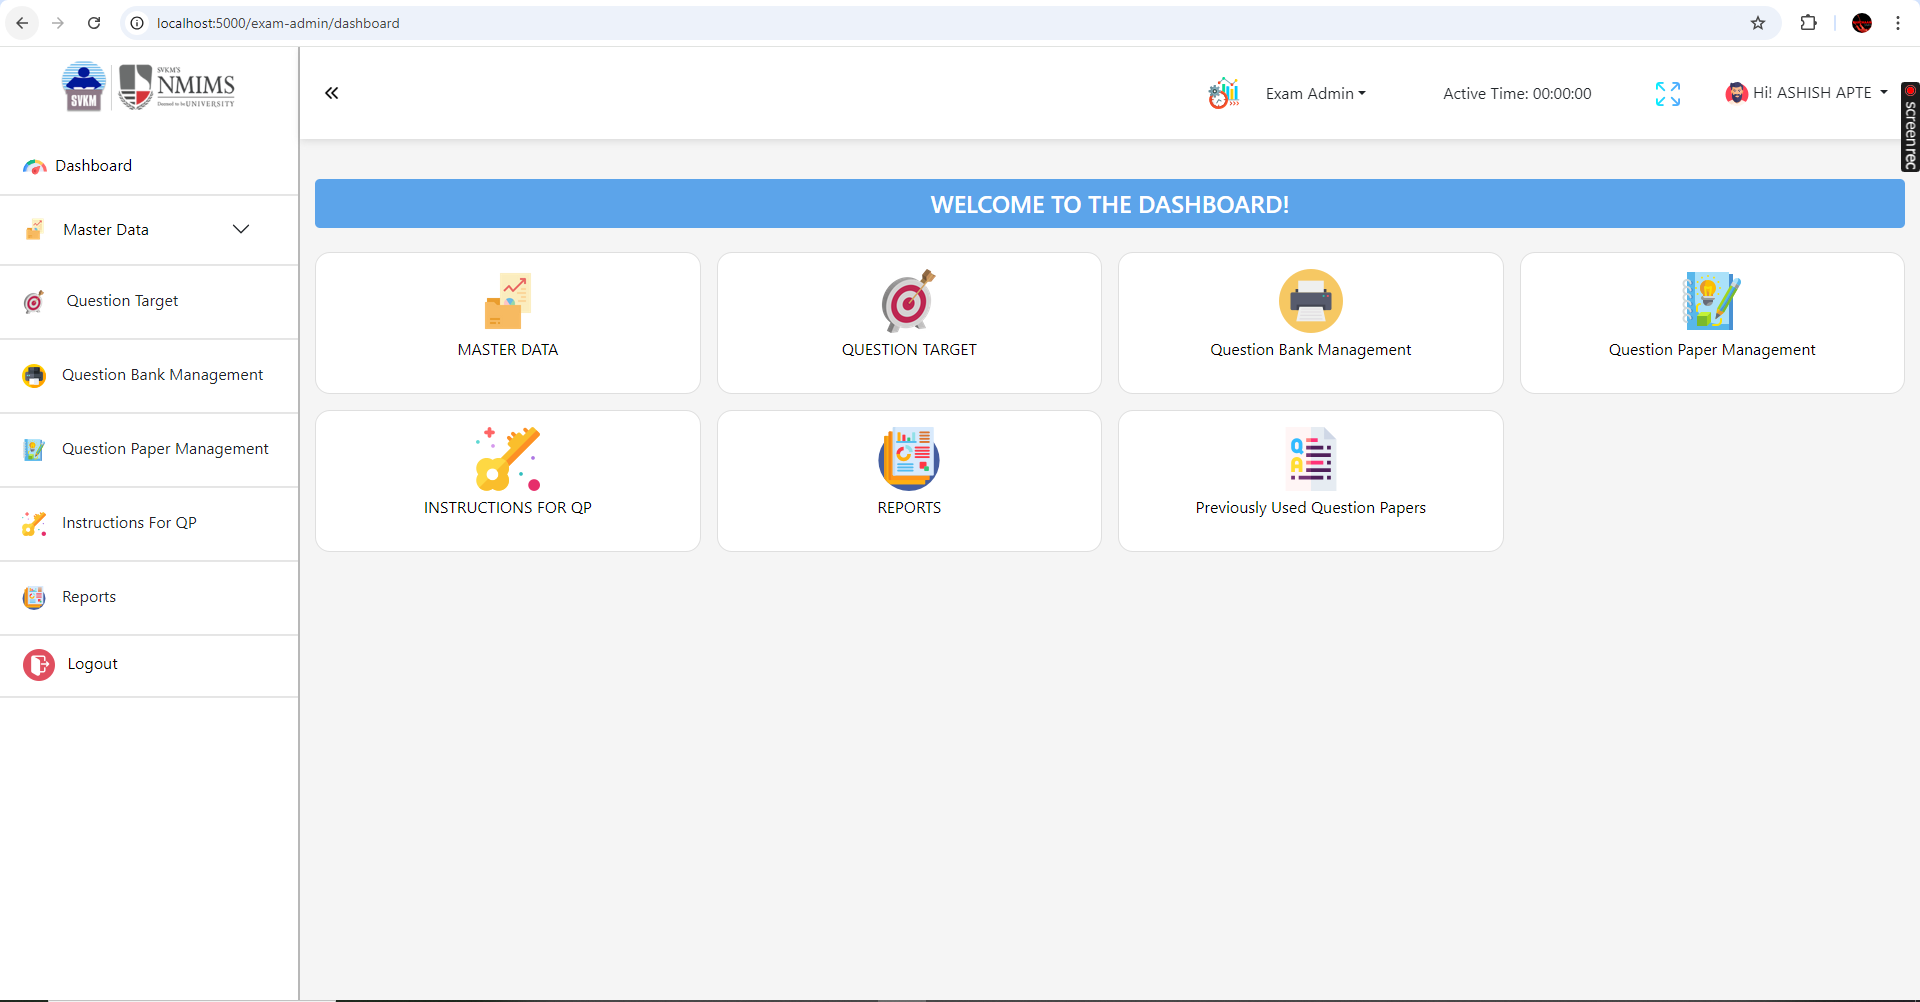 localhost:5000/exam-admin/dashboard
SVKM
SVKM'S
NMIMS
Deemed to be UNIVERSITY
Exam Admin
Active Time: 00:00:00
Hi! ASHISH APTE
screenrec
Dashboard
Master Data
Question Target
Question Bank Management
Question Paper Management
Instructions For QP
Reports
Logout
WELCOME TO THE DASHBOARD!
MASTER DATA
QUESTION TARGET
Question Bank Management
Question Paper Management
INSTRUCTIONS FOR QP
REPORTS
Q
A
Previously Used Question Papers